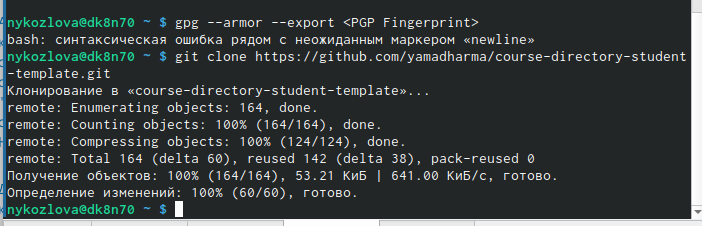 nykozlova@dk8n70 ~ $ gpg --armor --export <PGP Fingerprint>
bash: синтаксическая ошибка рядом с неожиданным маркером «newline»
nykozlova@dk8n70 ~ $ git clone https://github.com/yamadharma/course-directory-student
-template.git
Клонирование в «course-directory-student-template»...
remote: Enumerating objects: 164, done.
remote: Counting objects: 100% (164/164), done.
remote: Compressing objects: 100% (124/124), done.
remote: Total 164 (delta 60), reused 142 (delta 38), pack-reused 0
Получение объектов: 100% (164/164), 53.21 КиБ | 641.00 КиБ/с, готово.
Определение изменений: 100% (60/60), готово.
nykozlova@dk8n70 ~ $